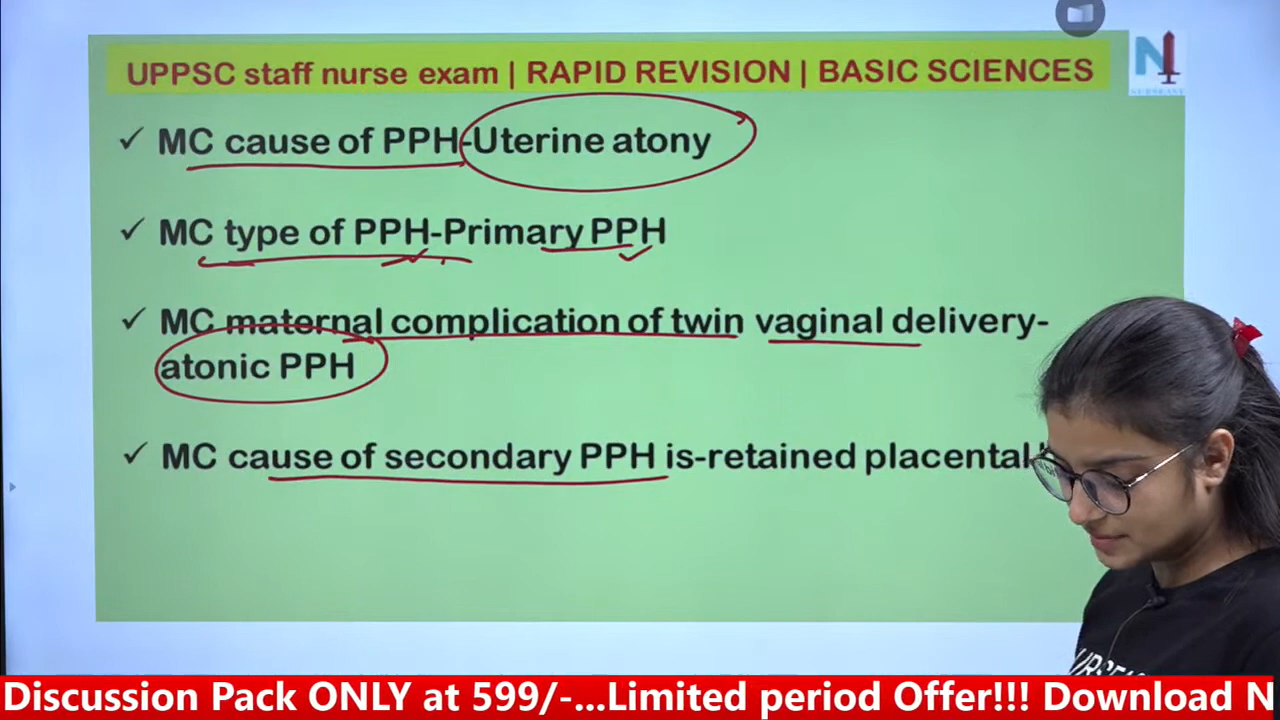 UPPSC staff nurse exam | RAPID REVISION | BASIC SCIENCES
NURSEASY
✓ MC cause of PPH-Uterine atony
✓ MC type of PPH-Primary PPH
✓ MC maternal complication of twin vaginal delivery-
atonic PPH
✓ MC cause of secondary PPH is-retained placental
Discussion Pack ONLY at 599/-...Limited period Offer!!! Download N